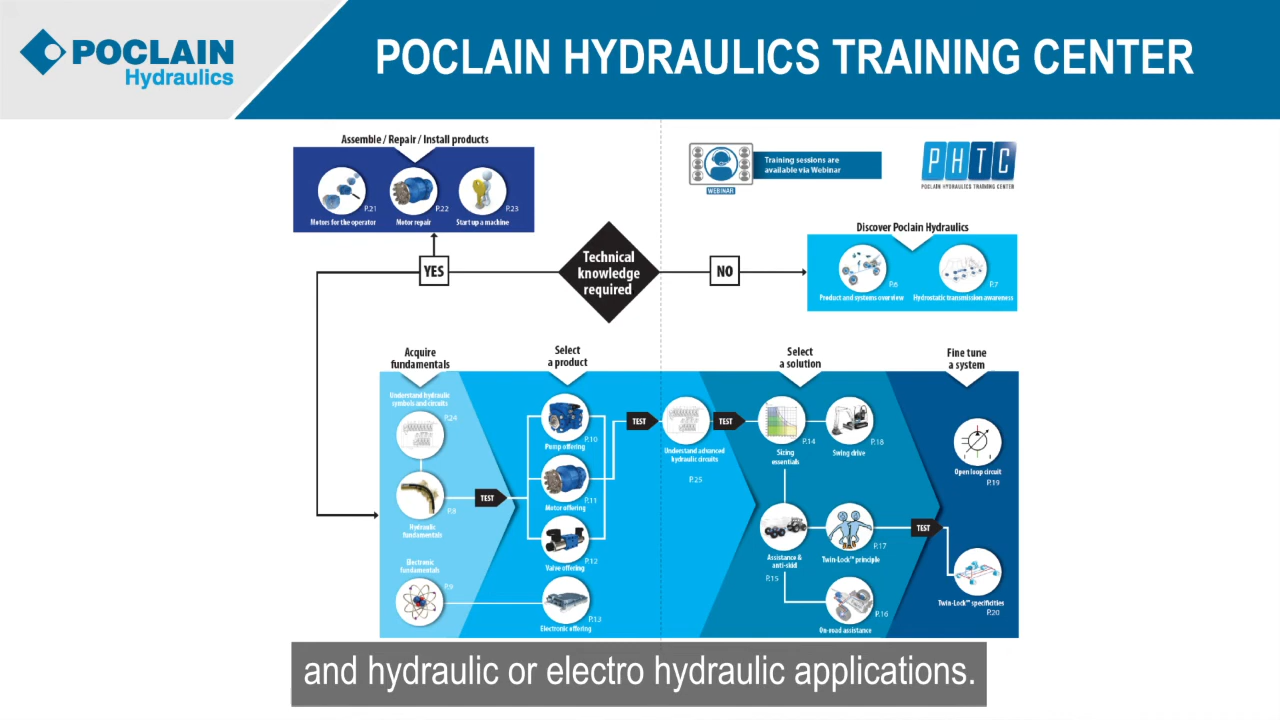 POCLAIN
Hydraulics
POCLAIN HYDRAULICS TRAINING CENTER
Assemble / Repair / Install products
P.21
P.22
P.23
Motors for the operator
Motor repair
Start up a machine
WEBINAR
Training sessions are
available via Webinar
PHTC
POCLAIN HYDRAULICS TRAINING CENTER
Discover Poclain Hydraulics
P.6
P.7
Product and systems overview
Hydrostatic transmission awareness
YES
Technical
knowledge
required
NO
Acquire
fundamentals
Select
a product
Select
a solution
Fine tune
a system
Understand hydraulic
symbols and circuits
P.24
P.8
Hydraulic
fundamentals
Electronic
fundamentals
P.9
TEST
P.10
Pump offering
P.11
Motor offering
P.12
Valve offering
P.13
Electronic offering
TEST
Understand advanced
hydraulic circuits
P.25
TEST
P.14
Sizing
essentials
P.18
Swing drive
Assistance &
anti-skid
P.15
P.17
Twin-Lock™ principle
P.16
On-road assistance
TEST
Open loop circuit
P.19
Twin-Lock™ specificities
P.20
and hydraulic or electro hydraulic applications.